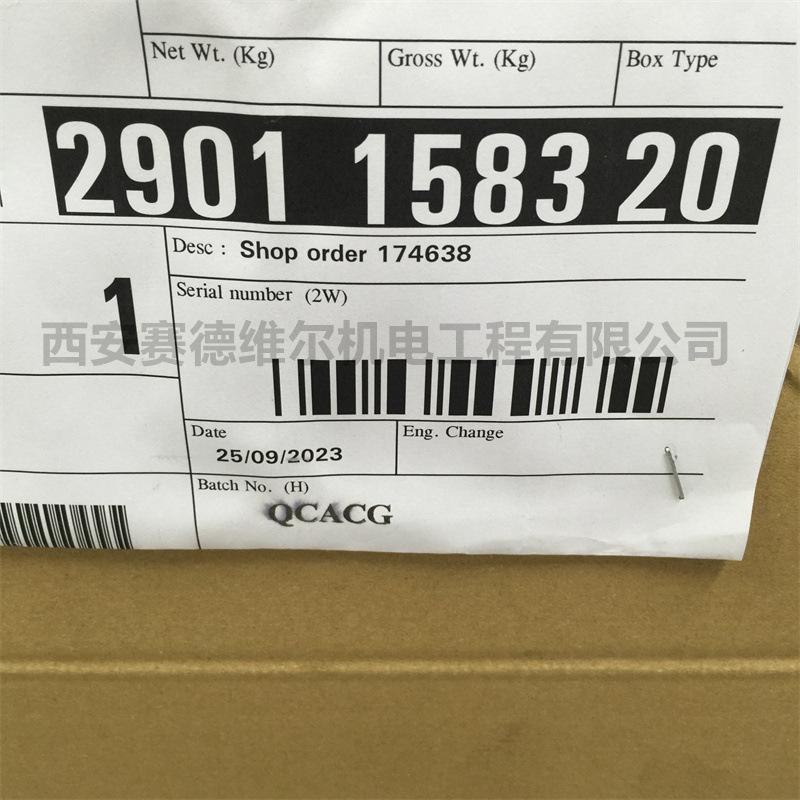 Net Wt. (Kg) Gross Wt. (Kg) Box Type
2901 1583 20
Desc : Shop order 174638
1
Serial number (2W)
西安赛德维尔机电工程有限公司
Date Eng. Change
25/09/2023
Batch No. (H)
QCACG